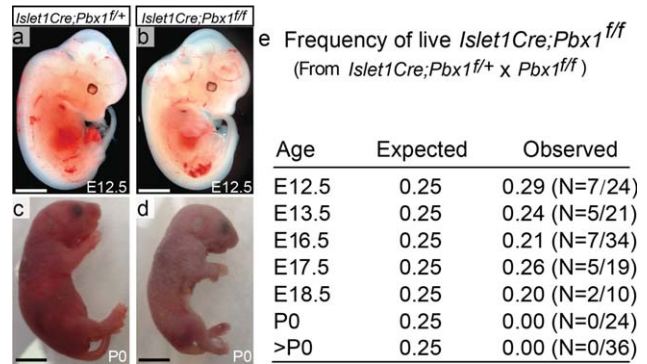 Islet1Cre;Pbx1f/+ Islet1Cre;Pbx1f/f
a b
E12.5 E12.5
c d
P0 P0
e Frequency of live Islet1Cre;Pbx1f/f
(From Islet1Cre;Pbx1f/+ x Pbx1f/f )
Age Expected Observed
E12.5 0.25 0.29 (N=7/24)
E13.5 0.25 0.24 (N=5/21)
E16.5 0.25 0.21 (N=7/34)
E17.5 0.25 0.26 (N=5/19)
E18.5 0.25 0.20 (N=2/10)
P0 0.25 0.00 (N=0/24)
>P0 0.25 0.00 (N=0/36)